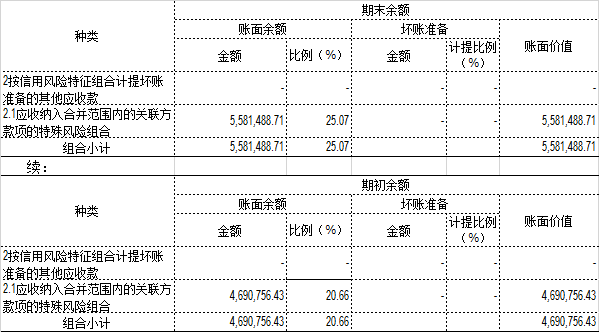 种类 期末余额
账面余额 坏账准备 账面价值
金额 比例(%) 金额 计提比例(%)
2按信用风险特征组合计提坏账准备的其他应收款 - - - - -
2.1应收纳入合并范围内的关联方款项的特殊风险组合 5,581,488.71 25.07 - - 5,581,488.71
组合小计 5,581,488.71 25.07 5,581,488.71
续:
种类 期初余额
账面余额 坏账准备 账面价值
金额 比例(%) 金额 计提比例(%)
2按信用风险特征组合计提坏账准备的其他应收款 - - - - -
2.1应收纳入合并范围内的关联方款项的特殊风险组合 4,690,756.43 20.66 - - 4,690,756.43
组合小计 4,690,756.43 20.66 4,690,756.43